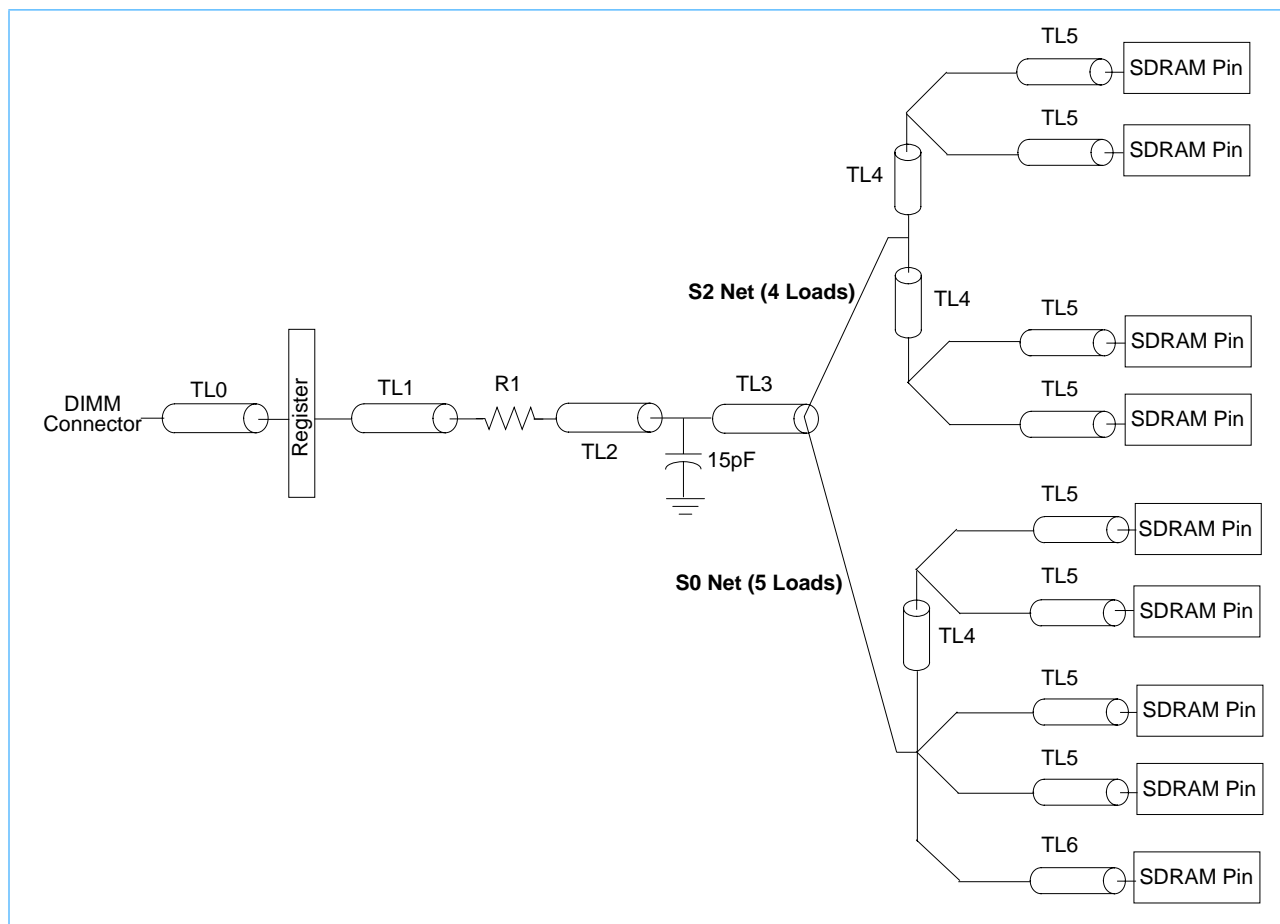 TL5
SDRAM Pin
TL5
SDRAM Pin
TL4
S2 Net (4 Loads)
TL4
TL5
SDRAM Pin
TL5
SDRAM Pin
DIMM
Connector
TL0
Register
TL1
R1
TL2
15pF
TL3
S0 Net (5 Loads)
TL5
SDRAM Pin
TL5
SDRAM Pin
TL4
TL5
SDRAM Pin
TL5
SDRAM Pin
TL6
SDRAM Pin